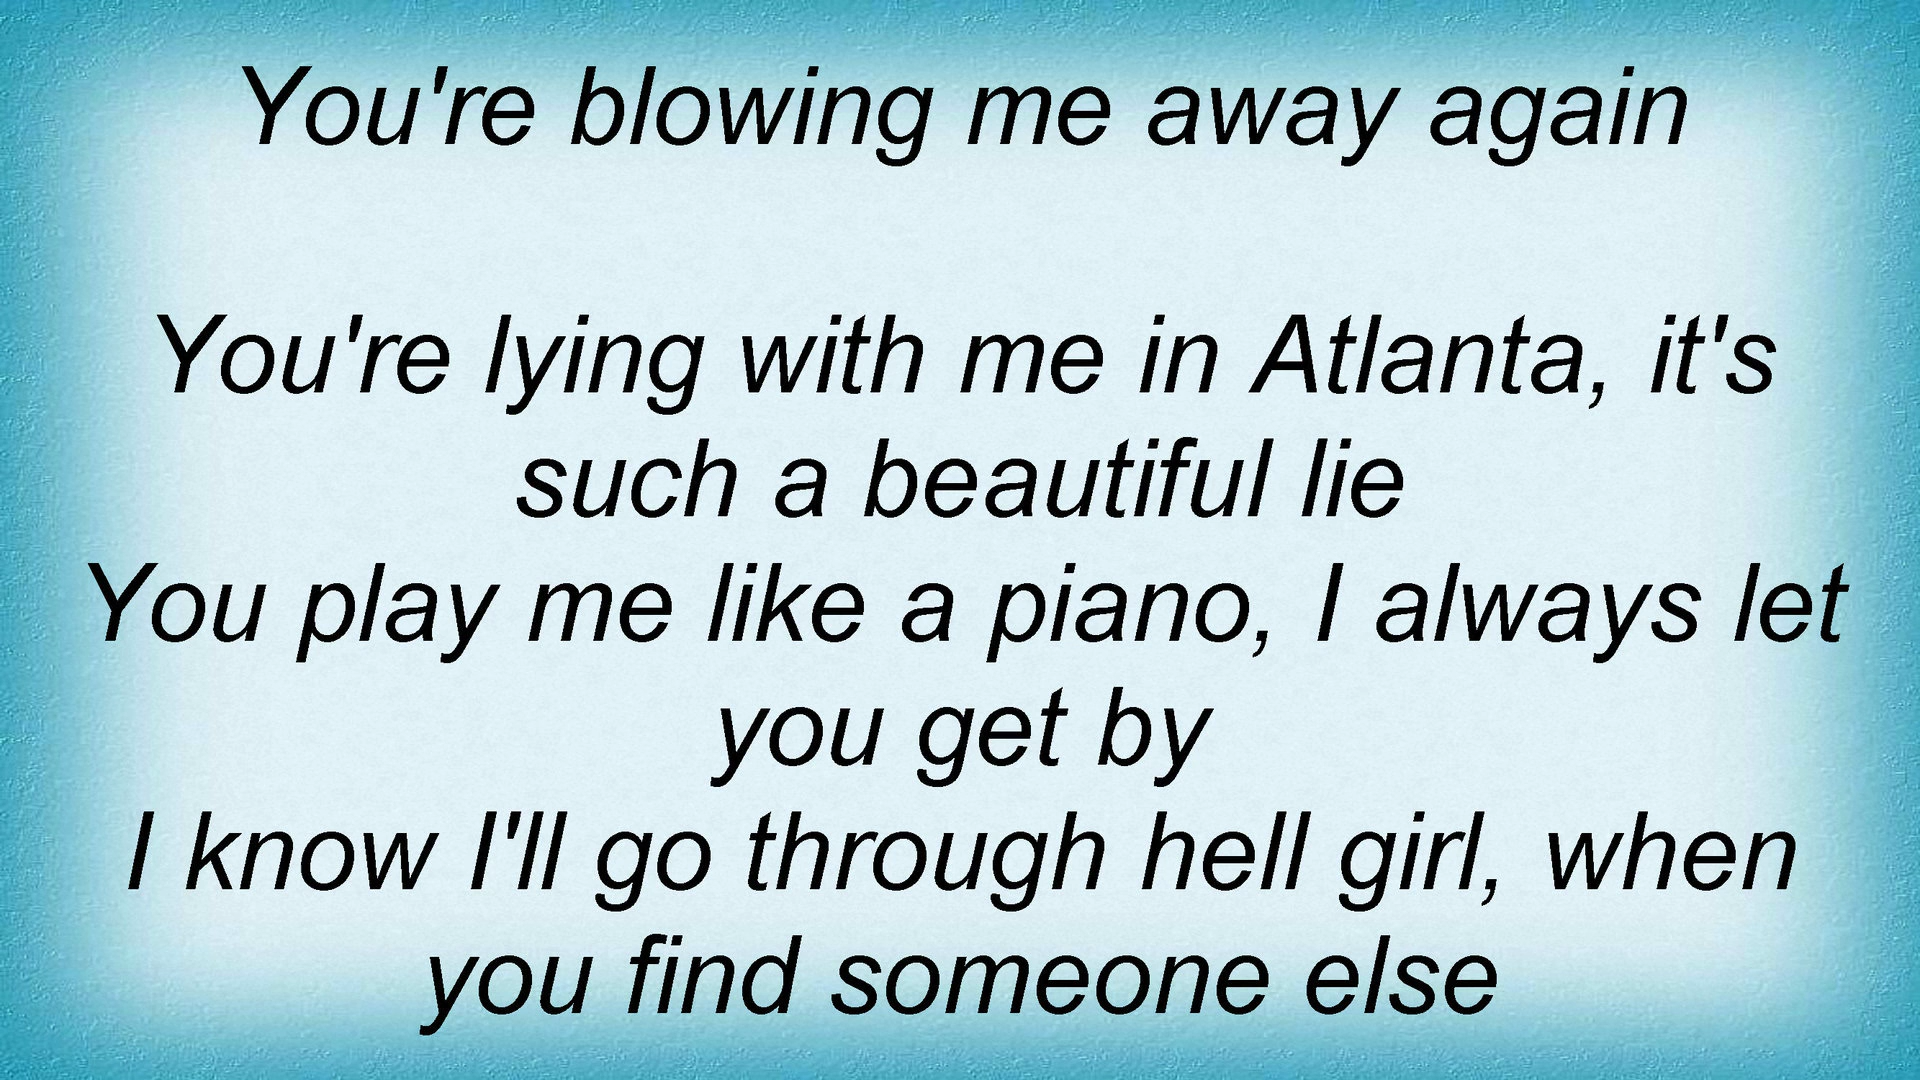 You're blowing me away again
You're lying with me in Atlanta, it's
such a beautiful lie
You play me like a piano, I always let
you get by
I know I'll go through hell girl, when
you find someone else